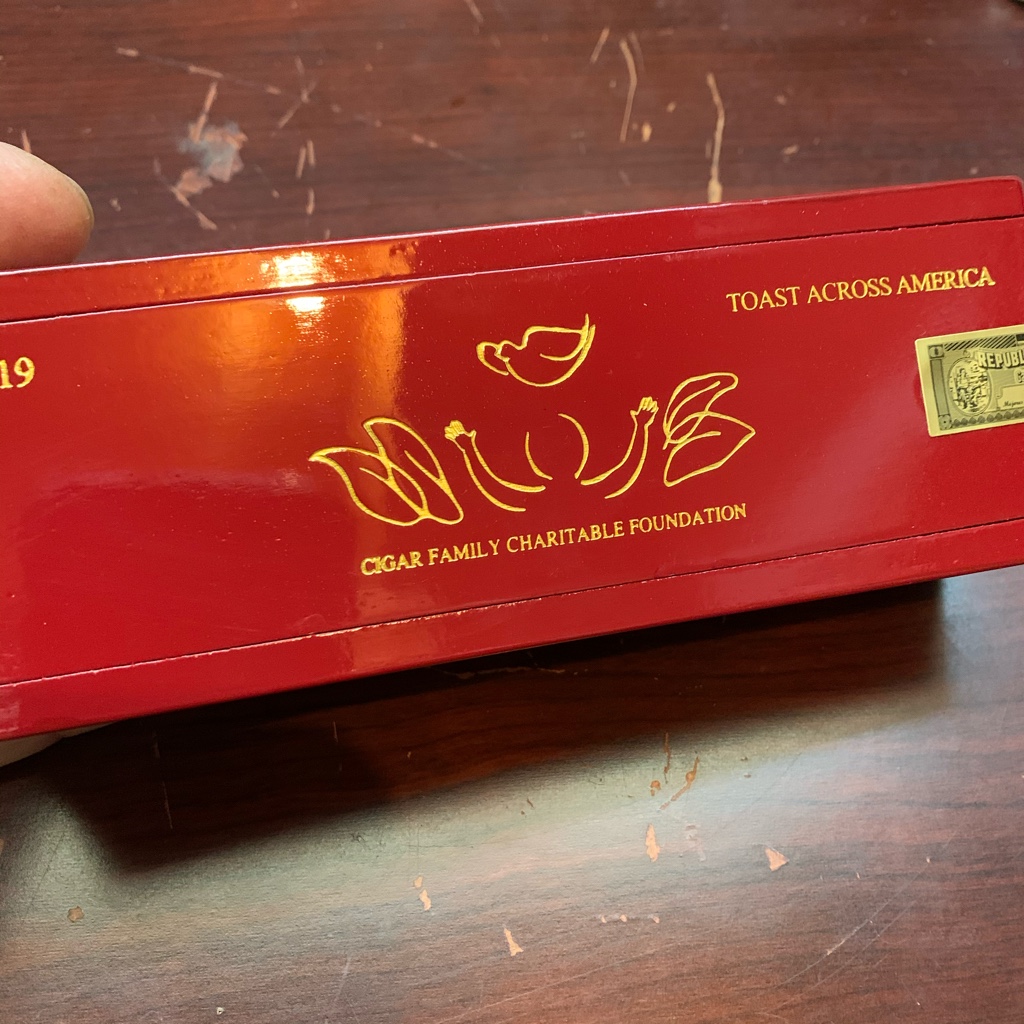 TOAST ACROSS AMERICA
19
CIGAR FAMILY CHARITABLE FOUNDATION